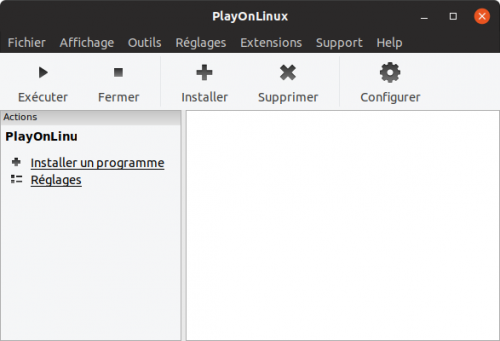 PlayOnLinux
Fichier Affichage Outils Réglages Extensions Support Help
Exécuter Fermer Installer Supprimer Configurer
Actions
PlayOnLinu
Installer un programme
Réglages